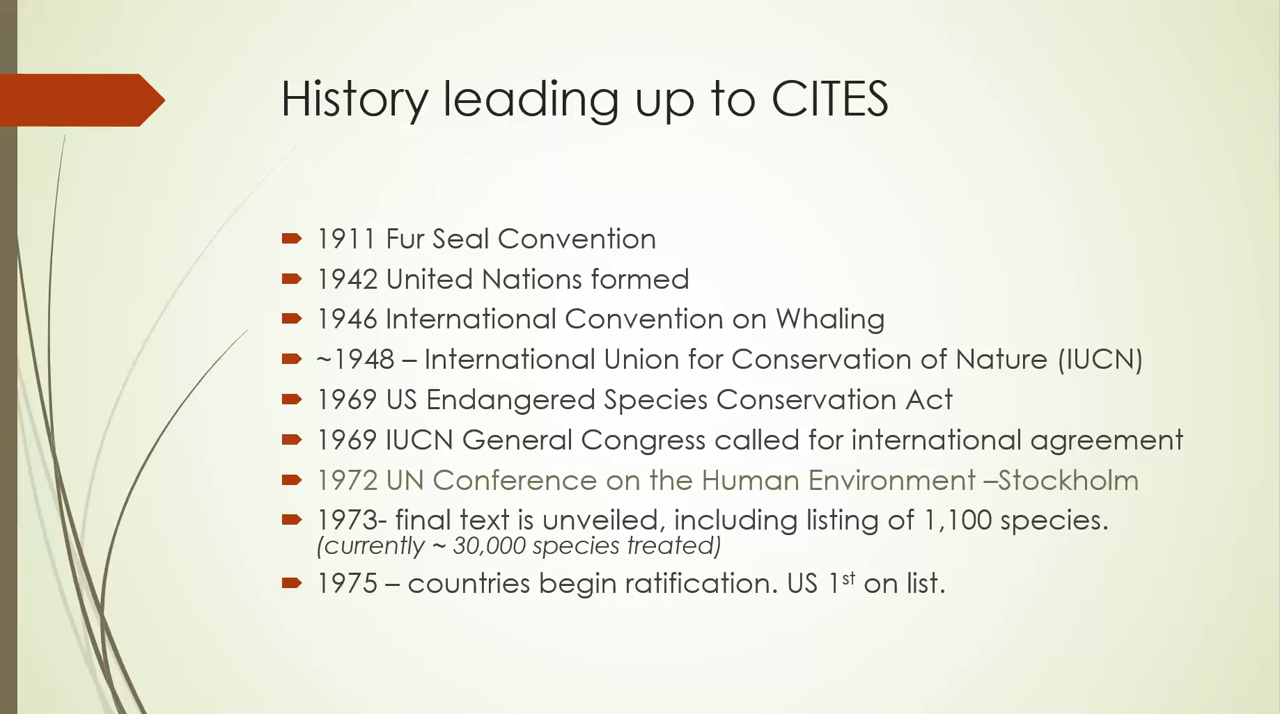 History leading up to CITES
1911 Fur Seal Convention
1942 United Nations formed
1946 International Convention on Whaling
~1948 – International Union for Conservation of Nature (IUCN)
1969 US Endangered Species Conservation Act
1969 IUCN General Congress called for international agreement
1972 UN Conference on the Human Environment –Stockholm
1973- final text is unveiled, including listing of 1,100 species.
(currently ~ 30,000 species treated)
1975 – countries begin ratification. US 1st on list.